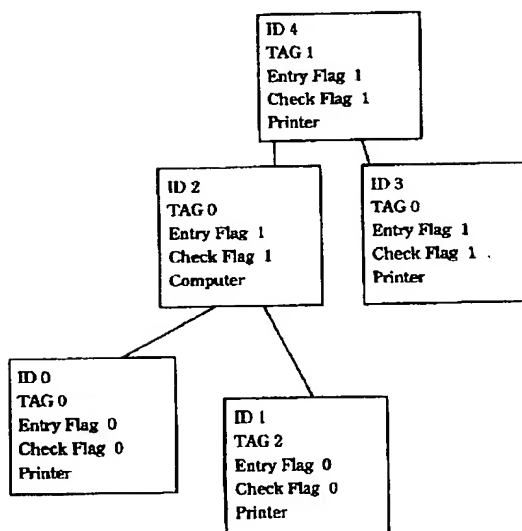 ID 4
TAG 1
Entry Flag 1
Check Flag 1
Printer
ID 2
TAG 0
Entry Flag 1
Check Flag 1
Computer
ID 3
TAG 0
Entry Flag 1
Check Flag 1
Printer
ID 0
TAG 0
Entry Flag 0
Check Flag 0
Printer
ID 1
TAG 2
Entry Flag 0
Check Flag 0
Printer